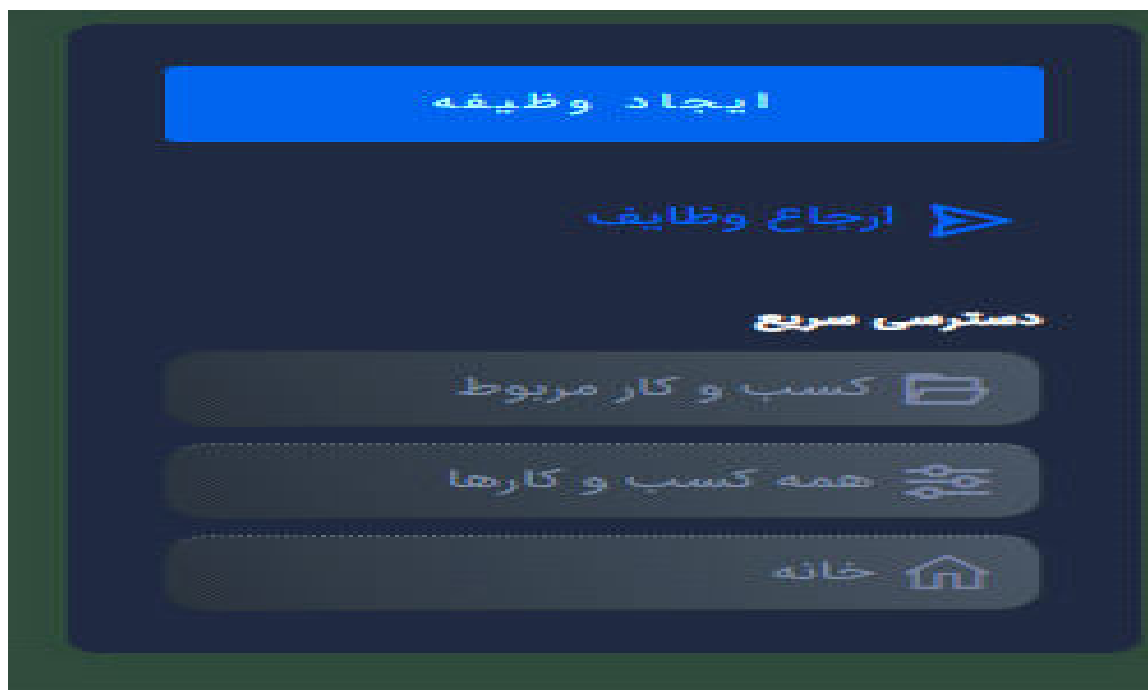 ایجاد وظیفه
ارجاع وظایف
دسترسی سریع
کسب و کار مربوط
همه کسب و کارها
خانه